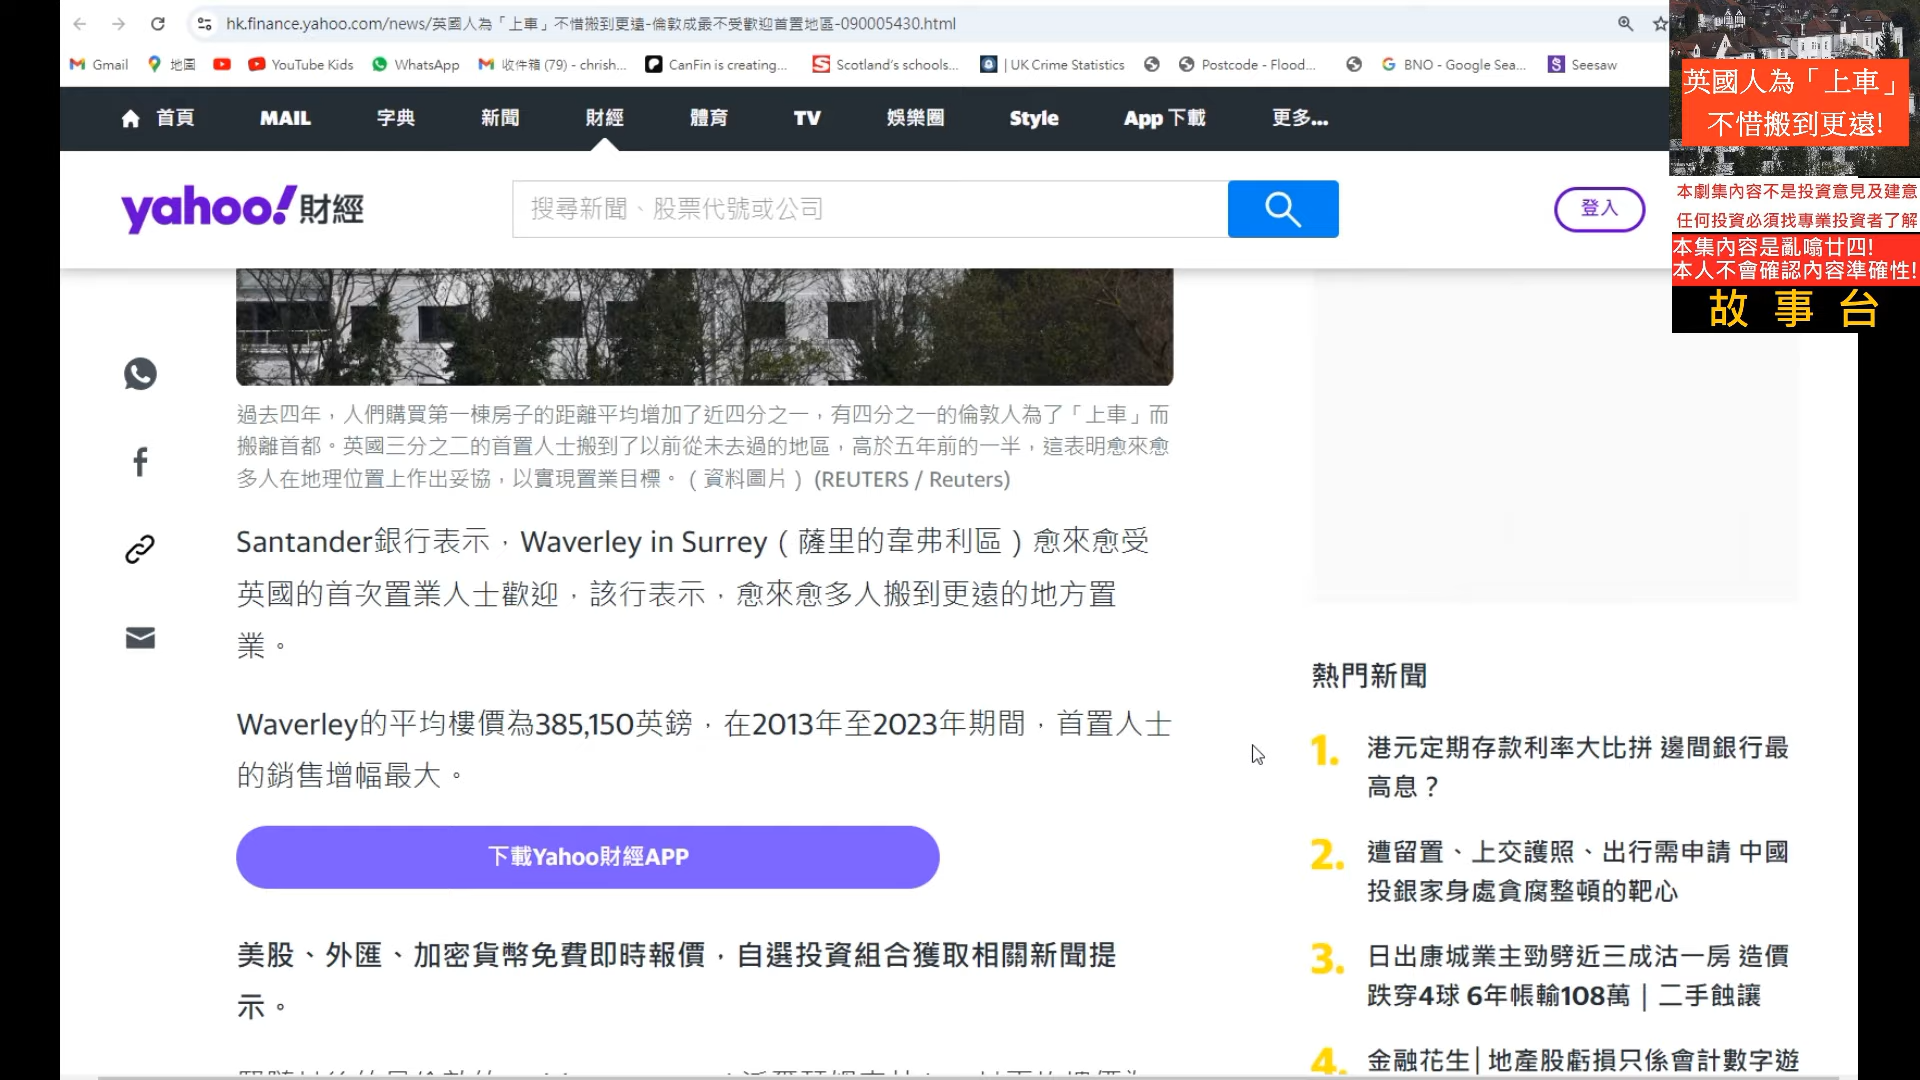 hk.finance.yahoo.com/news/英國人為「上車」不惜搬到更遠-倫敦成最不受歡迎首置地區-090005430.html
Gmail 地圖 YouTube Kids WhatsApp 收件箱 (79) - chrish... CanFin is creating... Scotland's schools... | UK Crime Statistics Postcode - Flood... BNO - Google Sea... Seesaw
首頁 MAIL 字典 新聞 財經 體育 TV 娛樂圈 Style App 下載 更多...
yahoo!財經 搜尋新聞、股票代號或公司 登入
英國人為「上車」
不惜搬到更遠!
本劇集內容不是投資意見及建意
任何投資必須找專業投資者了解
本集內容是亂噏廿四!
本人不會確認內容準確性!
故事台
過去四年，人們購買第一棟房子的距離平均增加了近四分之一，有四分之一的倫敦人為了「上車」而
搬離首都。英國三分之二的首置人士搬到了以前從未去過的地區，高於五年前的一半，這表明愈來愈
多人在地理位置上作出妥協，以實現置業目標。（資料圖片）(REUTERS / Reuters)
Santander銀行表示，Waverley in Surrey（薩里的韋弗利區）愈來愈受
英國的首次置業人士歡迎，該行表示，愈來愈多人搬到更遠的地方置
業。
Waverley的平均樓價為385,150英鎊，在2013年至2023年期間，首置人士
的銷售增幅最大。
下載Yahoo財經APP
美股、外匯、加密貨幣免費即時報價，自選投資組合獲取相關新聞提
示。
熱門新聞
1. 港元定期存款利率大比拼 邊間銀行最
高息？
2. 遭留置、上交護照、出行需申請 中國
投銀家身處貪腐整頓的靶心
3. 日出康城業主勁劈近三成沽一房 造價
跌穿4球 6年帳輸108萬｜二手蝕讓
4. 金融花生│地產股虧損只係會計數字遊